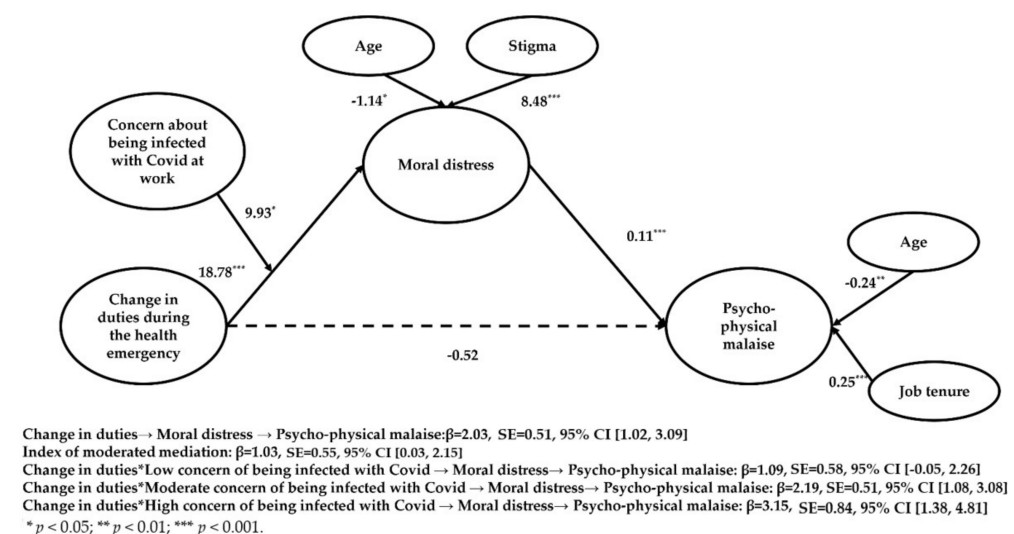 Age
Stigma
-1.14*
8.48***
Concern about
being infected
with Covid at
work
Moral distress
9.93*
0.11***
Age
18.78***
-0.24**
Change in
duties during
the health
emergency
Psycho-
physical
malaise
-0.52
0.25***
Job tenure
Change in duties→ Moral distress → Psycho-physical malaise:β=2.03, SE=0.51, 95% CI [1.02, 3.09]
Index of moderated mediation: β=1.03, SE=0.55, 95% CI [0.03, 2.15]
Change in duties*Low concern of being infected with Covid → Moral distress→ Psycho-physical malaise: β=1.09, SE=0.58, 95% CI [-0.05, 2.26]
Change in duties*Moderate concern of being infected with Covid → Moral distress→ Psycho-physical malaise: β=2.19, SE=0.51, 95% CI [1.08, 3.08]
Change in duties*High concern of being infected with Covid → Moral distress→ Psycho-physical malaise: β=3.15, SE=0.84, 95% CI [1.38, 4.81]
* p < 0.05; ** p < 0.01; *** p < 0.001.